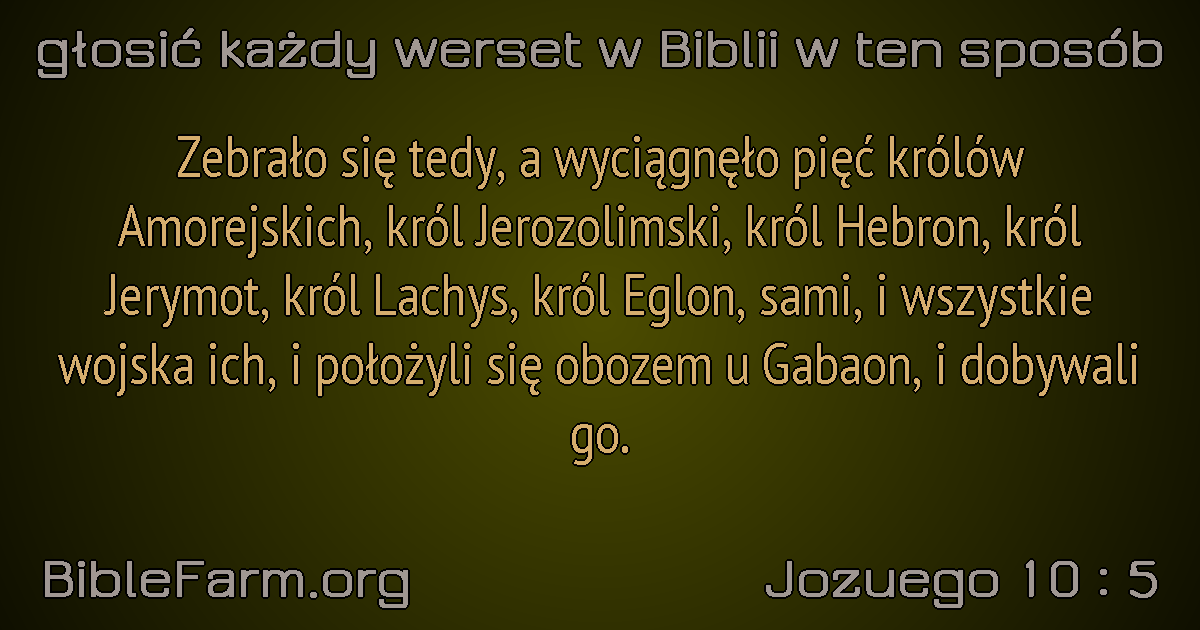 głosić każdy werset w Biblii w ten sposób
Zebrało się tedy, a wyciągnęło pięć królów
Amorejskich, król Jerozolimski, król Hebron, król
Jerymot, król Lachys, król Eglon, sami, i wszystkie
wojska ich, i położyli się obozem u Gabaon, i dobywali
go.
BibleFarm.org
Jozuego 10 : 5